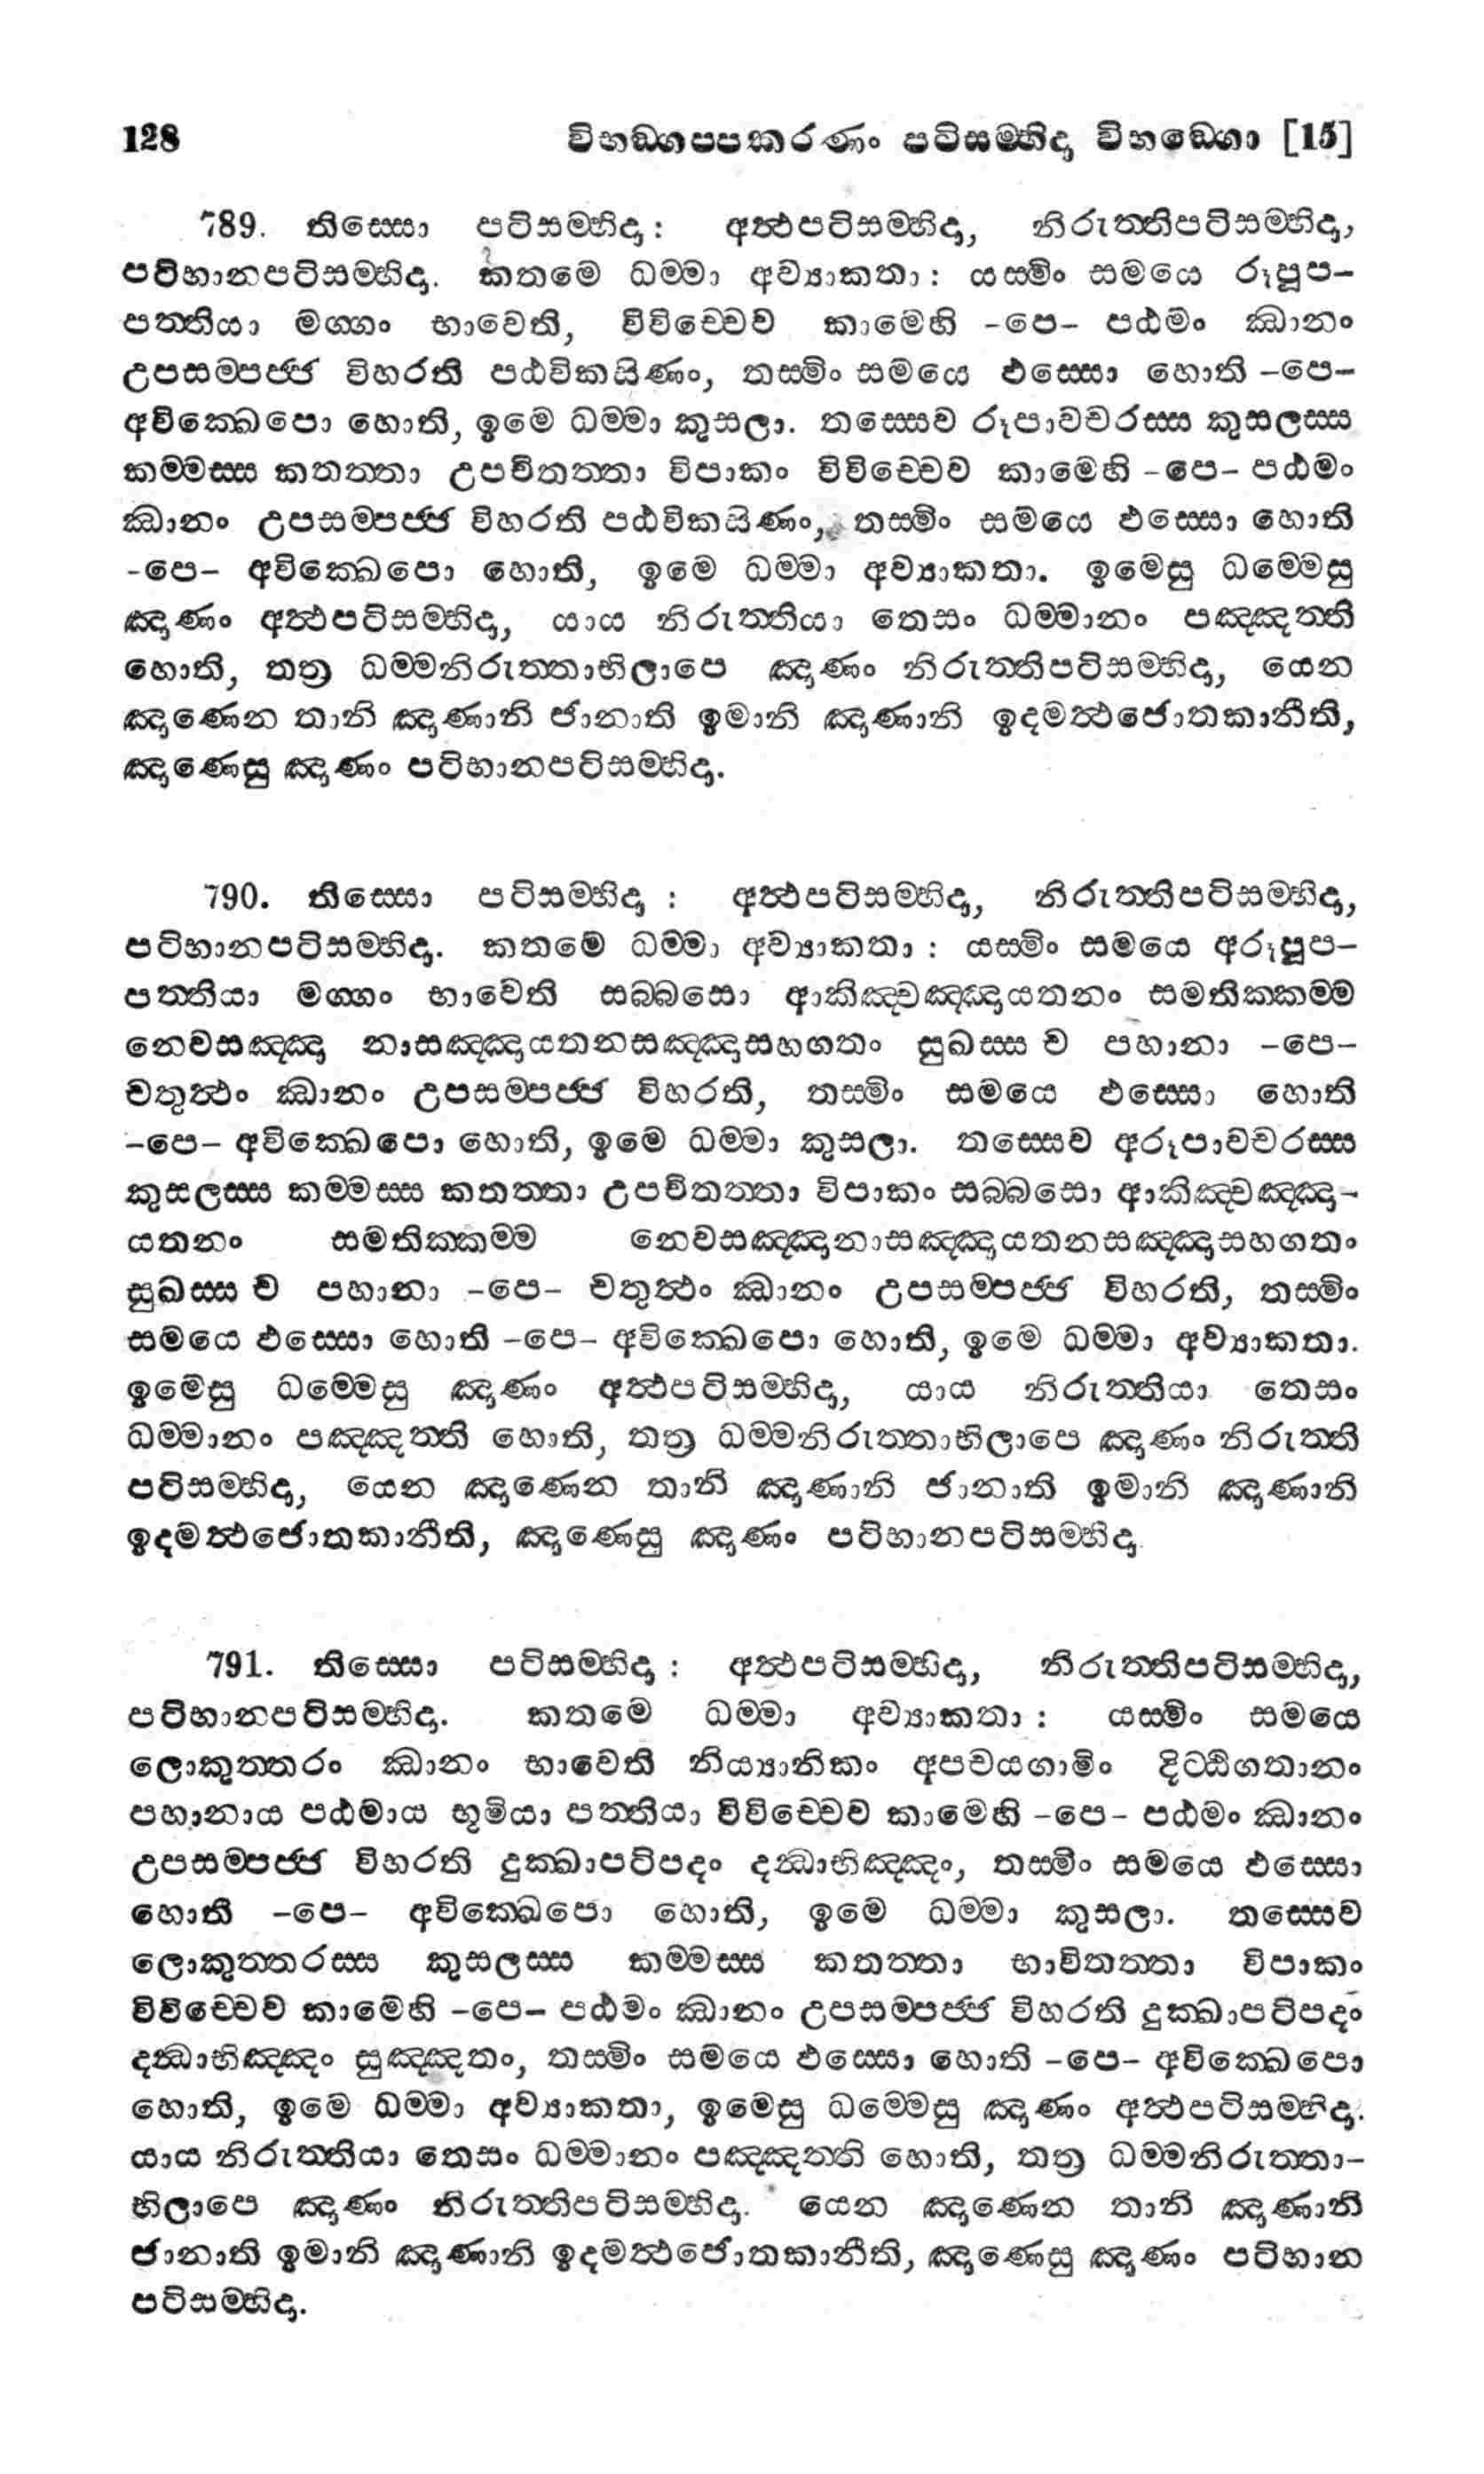 128 විභඞ්ගප්පකරණං පටිසම්භිදා විභඞ්ගො [15]
789. තිස්සො පටිසම්භිදා : අත්ථපටිසම්භිදා, නිරුත්තිපටිසම්භිදා,
පටිභානපටිසම්භිදා. කතමෙ ධම්මා අව්‍යාකතා : යස්මිං සමයෙ රූපූප-
පත්තියා මග්ගං භාවෙති, විවිච්චෙව කාමෙහි -පෙ- පඨමං ඣානං
උපසම්පජ්ජ විහරති පඨවිකසිණං, තස්මිං සමයෙ ඵස්සො හොති -පෙ-
අවික්ඛෙපො හොති, ඉමෙ ධම්මා කුසලා. තස්සෙව රූපාවචරස්ස කුසලස්ස
කම්මස්ස කතත්තා උපචිතත්තා විපාකං විවිච්චෙව කාමෙහි -පෙ- පඨමං
ඣානං උපසම්පජ්ජ විහරති පඨවිකසිණං, තස්මිං සමයෙ ඵස්සො හොති
-පෙ- අවික්ඛෙපො හොති, ඉමෙ ධම්මා අව්‍යාකතා. ඉමෙසු ධම්මෙසු
ඤාණං අත්ථපටිසම්භිදා, යාය නිරුත්තියා තෙසං ධම්මානං පඤ්ඤත්ති
හොති, තත්‍ර ධම්මනිරුත්තාභිලාපෙ ඤාණං නිරුත්තිපටිසම්භිදා, යෙන
ඤාණෙන තානි ඤාණානි ජානාති ඉමානි ඤාණානි ඉදමත්ථජොතකානීති,
ඤාණෙසු ඤාණං පටිභානපටිසම්භිදා.
790. තිස්සො පටිසම්භිදා : අත්ථපටිසම්භිදා, නිරුත්තිපටිසම්භිදා,
පටිභානපටිසම්භිදා. කතමෙ ධම්මා අව්‍යාකතා : යස්මිං සමයෙ අරූපූප-
පත්තියා මග්ගං භාවෙති සබ්බසො ආකිඤ්චඤ්ඤායතනං සමතික්කම්ම
නෙවසඤ්ඤා නාසඤ්ඤායතනසඤ්ඤාසහගතං සුඛස්ස ච පහානා -පෙ-
චතුත්ථං ඣානං උපසම්පජ්ජ විහරති, තස්මිං සමයෙ ඵස්සො හොති
-පෙ- අවික්ඛෙපො හොති, ඉමෙ ධම්මා කුසලා. තස්සෙව අරූපාවචරස්ස
කුසලස්ස කම්මස්ස කතත්තා උපචිතත්තා විපාකං සබ්බසො ආකිඤ්චඤ්ඤා-
යතනං සමතික්කම්ම නෙවසඤ්ඤානාසඤ්ඤායතනසඤ්ඤාසහගතං
සුඛස්ස ච පහානා -පෙ- චතුත්ථං ඣානං උපසම්පජ්ජ විහරති, තස්මිං
සමයෙ ඵස්සො හොති -පෙ- අවික්ඛෙපො හොති, ඉමෙ ධම්මා අව්‍යාකතා.
ඉමෙසු ධම්මෙසු ඤාණං අත්ථපටිසම්භිදා, යාය නිරුත්තියා තෙසං
ධම්මානං පඤ්ඤත්ති හොති, තත්‍ර ධම්මනිරුත්තාභිලාපෙ ඤාණං නිරුත්ති
පටිසම්භිදා, යෙන ඤාණෙන තානි ඤාණානි ජානාති ඉමානි ඤාණානි
ඉදමත්ථජොතකානීති, ඤාණෙසු ඤාණං පටිභානපටිසම්භිදා.
791. තිස්සො පටිසම්භිදා : අත්ථපටිසම්භිදා, නිරුත්තිපටිසම්භිදා,
පටිභානපටිසම්භිදා. කතමෙ ධම්මා අව්‍යාකතා : යස්මිං සමයෙ
ලොකුත්තරං ඣානං භාවෙති නිය්‍යානිකං අපචයගාමිං දිට්ඨිගතානං
පහානාය පඨමාය භූමියා පත්තියා විවිච්චෙව කාමෙහි -පෙ- පඨමං ඣානං
උපසම්පජ්ජ විහරති දුක්ඛාපටිපදං දන්ධාභිඤ්ඤං, තස්මිං සමයෙ ඵස්සො
හොති -පෙ- අවික්ඛෙපො හොති, ඉමෙ ධම්මා කුසලා. තස්සෙව
ලොකුත්තරස්ස කුසලස්ස කම්මස්ස කතත්තා භාවිතත්තා විපාකං
විවිච්චෙව කාමෙහි -පෙ- පඨමං ඣානං උපසම්පජ්ජ විහරති දුක්ඛාපටිපදං
දන්ධාභිඤ්ඤං සුඤ්ඤතං, තස්මිං සමයෙ ඵස්සො හොති -පෙ- අවික්ඛෙපො
හොති, ඉමෙ ධම්මා අව්‍යාකතා, ඉමෙසු ධම්මෙසු ඤාණං අත්ථපටිසම්භිදා.
යාය නිරුත්තියා තෙසං ධම්මානං පඤ්ඤත්ති හොති, තත්‍ර ධම්මනිරුත්තා-
භිලාපෙ ඤාණං නිරුත්තිපටිසම්භිදා. යෙන ඤාණෙන තානි ඤාණානි
ජානාති ඉමානි ඤාණානි ඉදමත්ථජොතකානීති, ඤාණෙසු ඤාණං පටිභාන
පටිසම්භිදා.